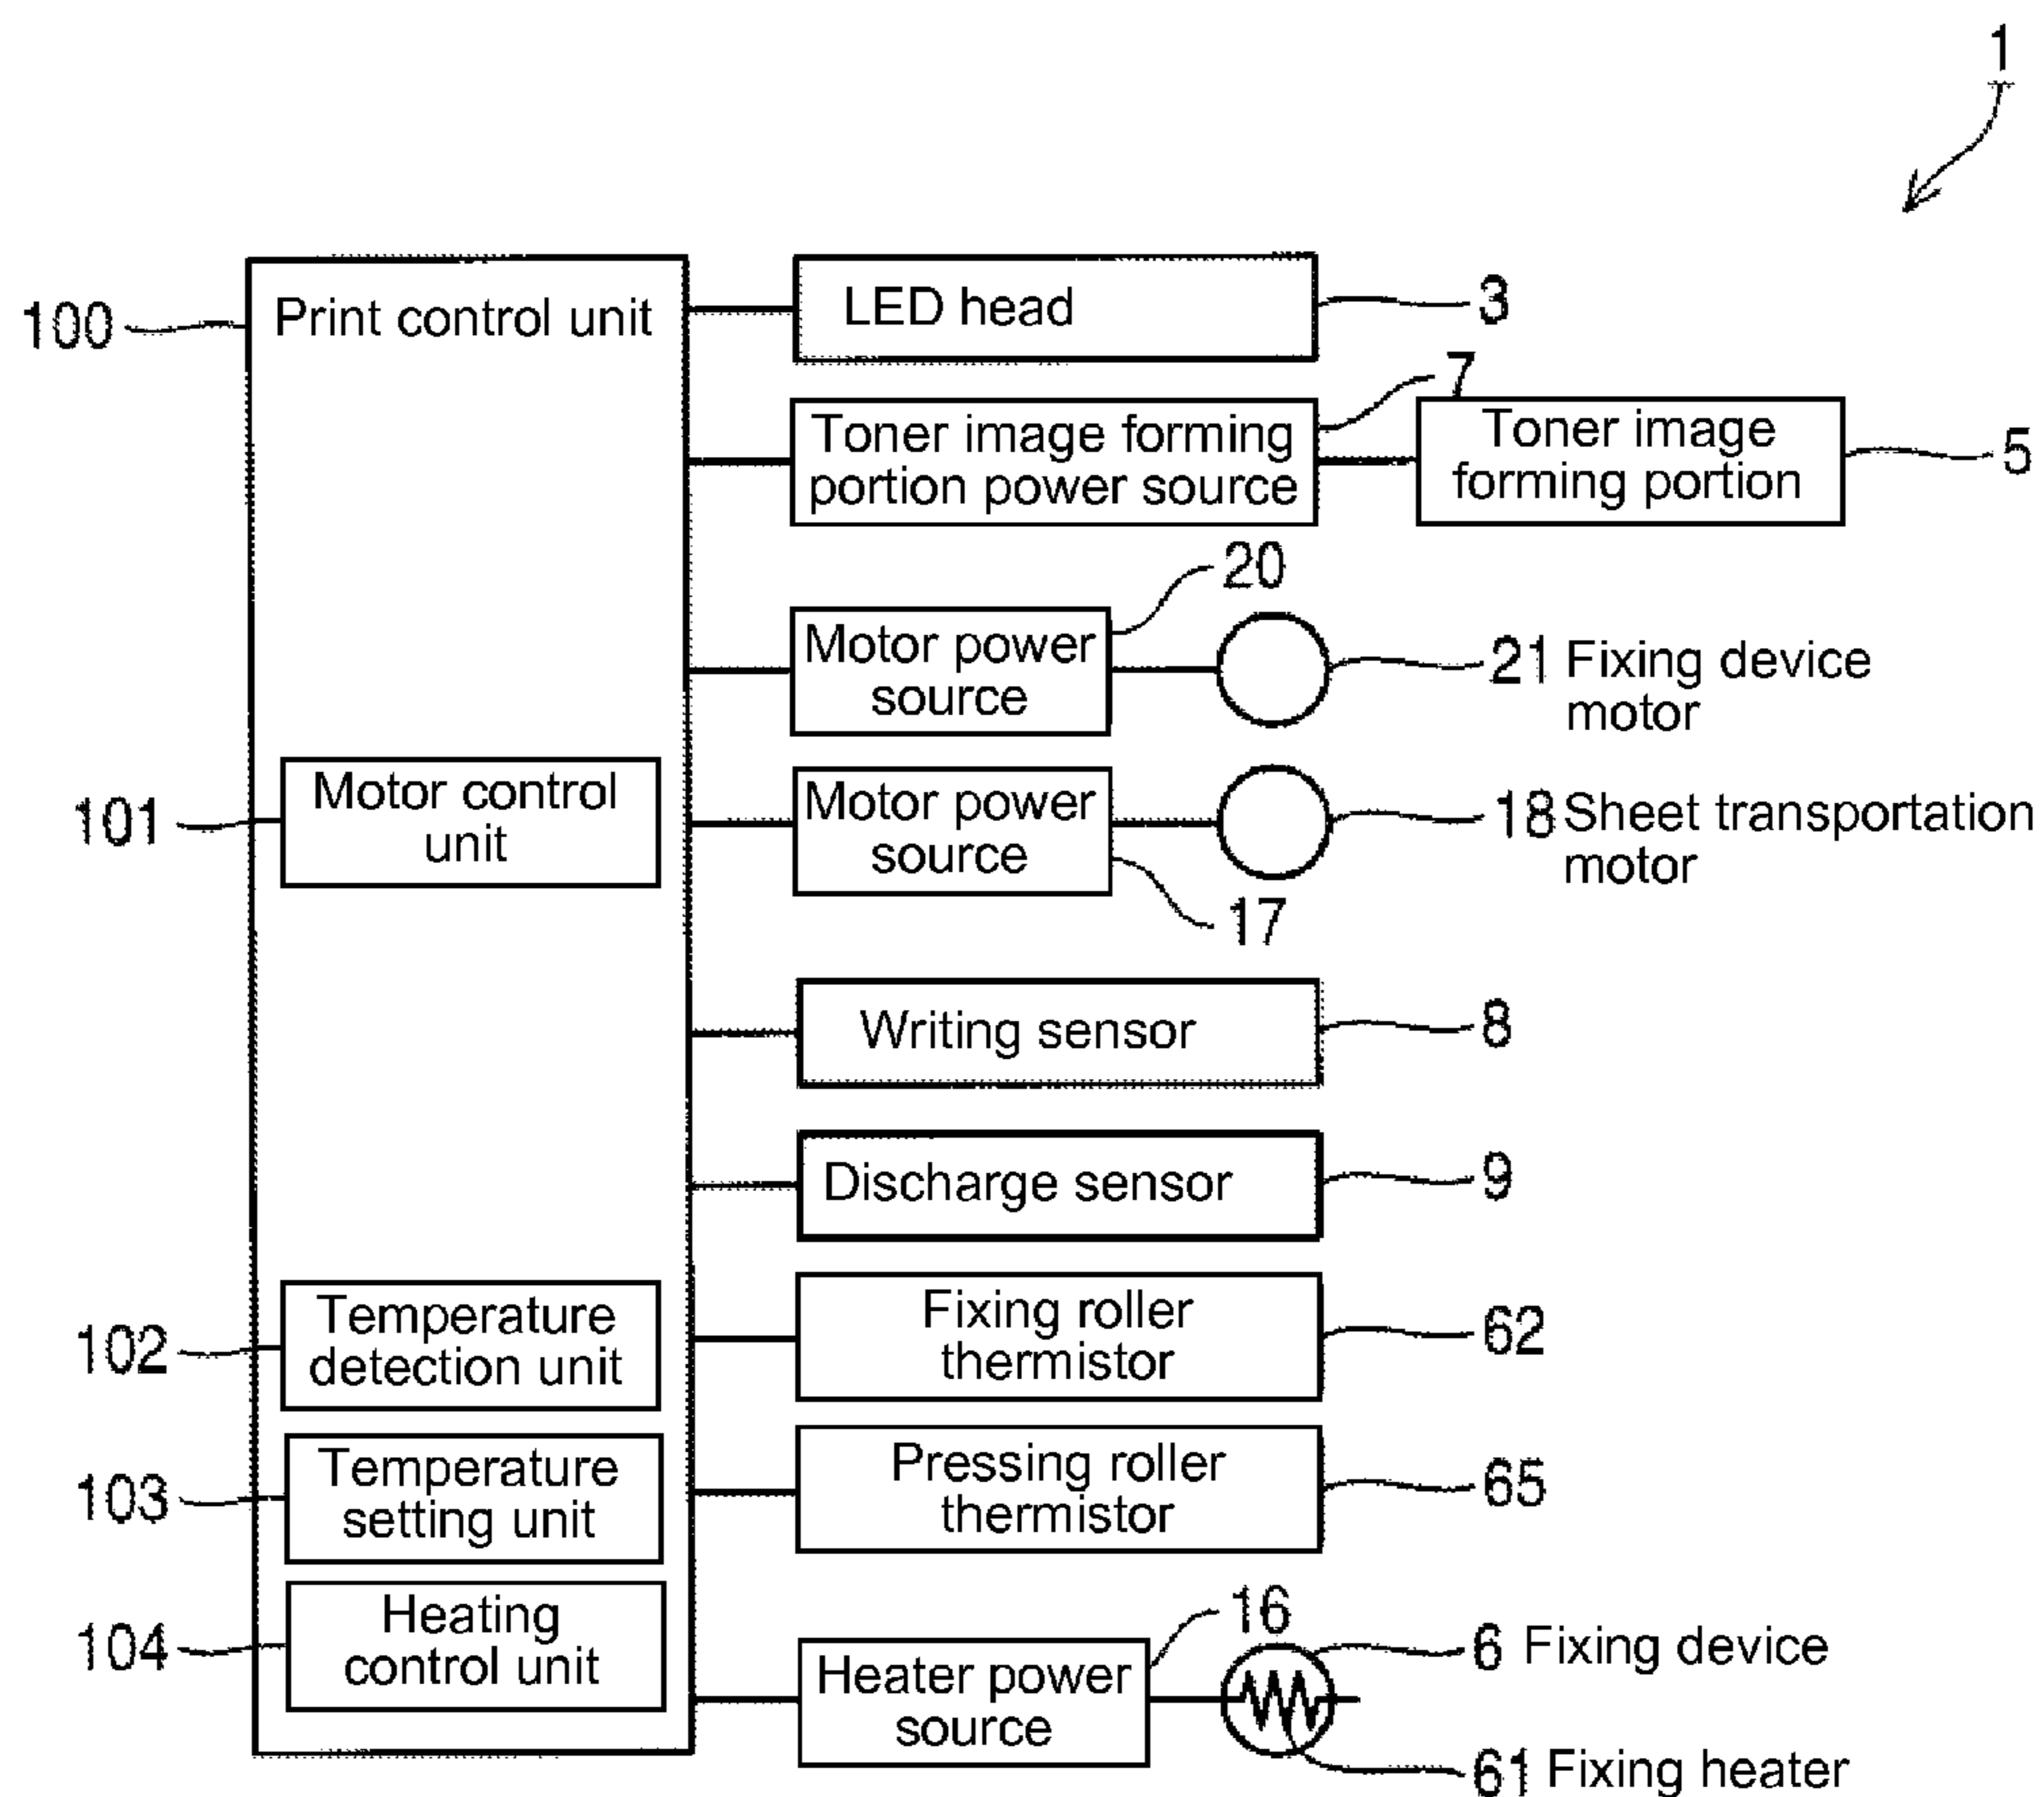 1
100
Print control unit
LED head
3
7
Toner image forming
portion power source
Toner image
forming portion
5
20
Motor power
source
21 Fixing device
motor
101
Motor control
unit
Motor power
source
18 Sheet transportation
motor
17
Writing sensor
8
Discharge sensor
9
102
Temperature
detection unit
Fixing roller
thermistor
62
103
Temperature
setting unit
Pressing roller
thermistor
65
104
Heating
control unit
16
Heater power
source
6 Fixing device
61 Fixing heater